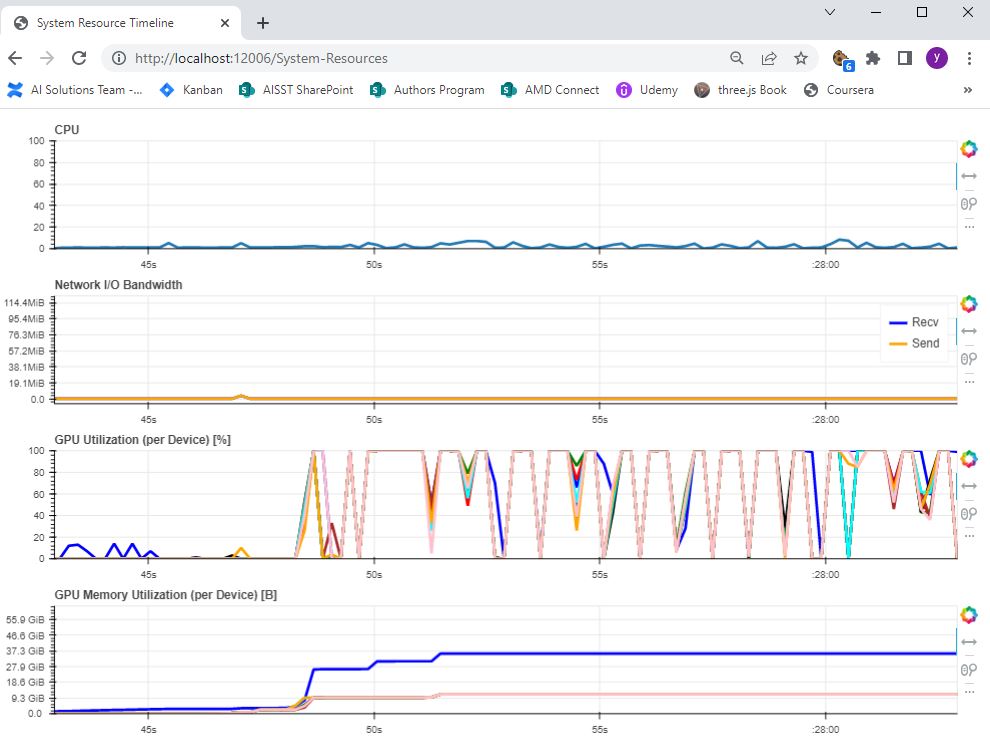 System Resource Timeline
http://localhost:12006/System-Resources
6
y
AI Solutions Team -...
Kanban
AISST SharePoint
Authors Program
AMD Connect
Udemy
three.js Book
Coursera
»
CPU
100
80
60
40
20
0
45s
50s
55s
:28:00
Network I/O Bandwidth
114.4MiB
95.4MiB
76.3MiB
57.2MiB
38.1MiB
19.1MiB
0.0
Recv
Send
45s
50s
55s
:28:00
GPU Utilization (per Device) [%]
100
80
60
40
20
0
45s
50s
55s
:28:00
GPU Memory Utilization (per Device) [B]
55.9 GiB
46.6 GiB
37.3 GiB
27.9 GiB
18.6 GiB
9.3 GiB
0.0
45s
50s
55s
:28:00